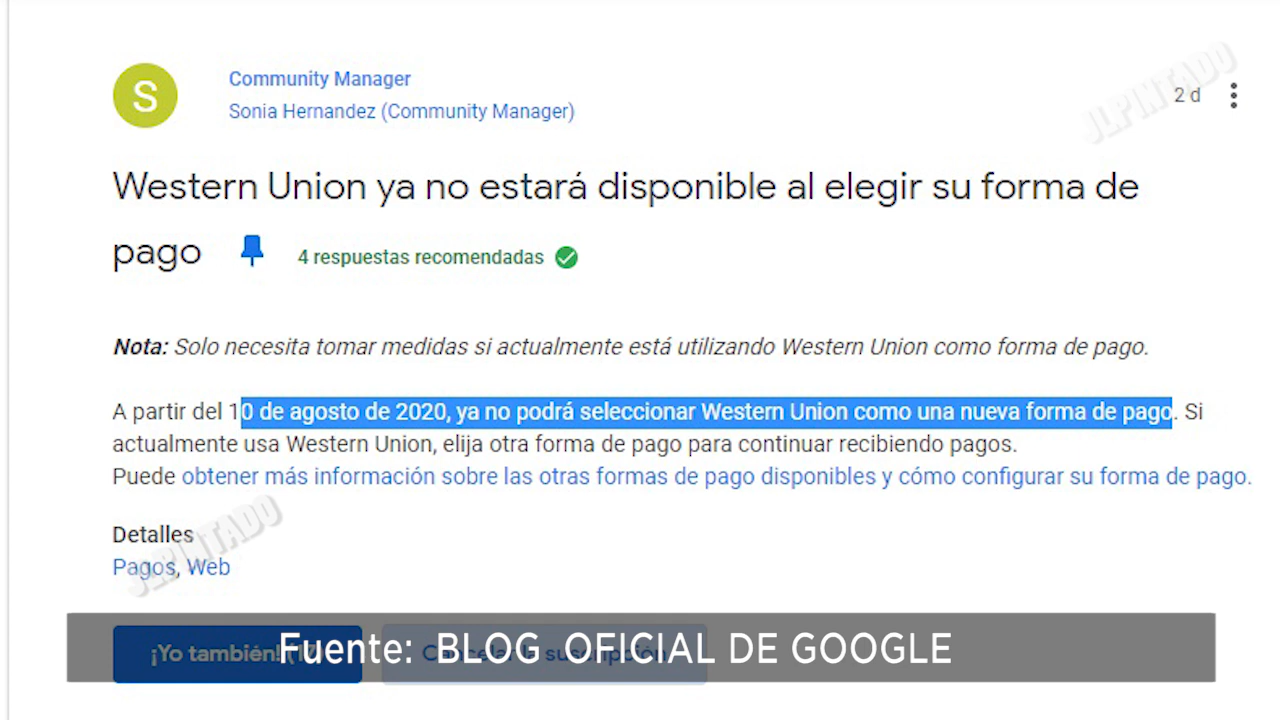 S
Community Manager
Sonia Hernandez (Community Manager)
2 d
JLPINTADO
Western Union ya no estará disponible al elegir su forma de
pago
4 respuestas recomendadas
Nota: Solo necesita tomar medidas si actualmente está utilizando Western Union como forma de pago.
A partir del 10 de agosto de 2020, ya no podrá seleccionar Western Union como una nueva forma de pago. Si
actualmente usa Western Union, elija otra forma de pago para continuar recibiendo pagos.
Puede obtener más información sobre las otras formas de pago disponibles y cómo configurar su forma de pago.
Detalles
JLPINTADO
Pagos, Web
¡Yo también!
Cancelar la suscripción
Fuente: BLOG OFICIAL DE GOOGLE